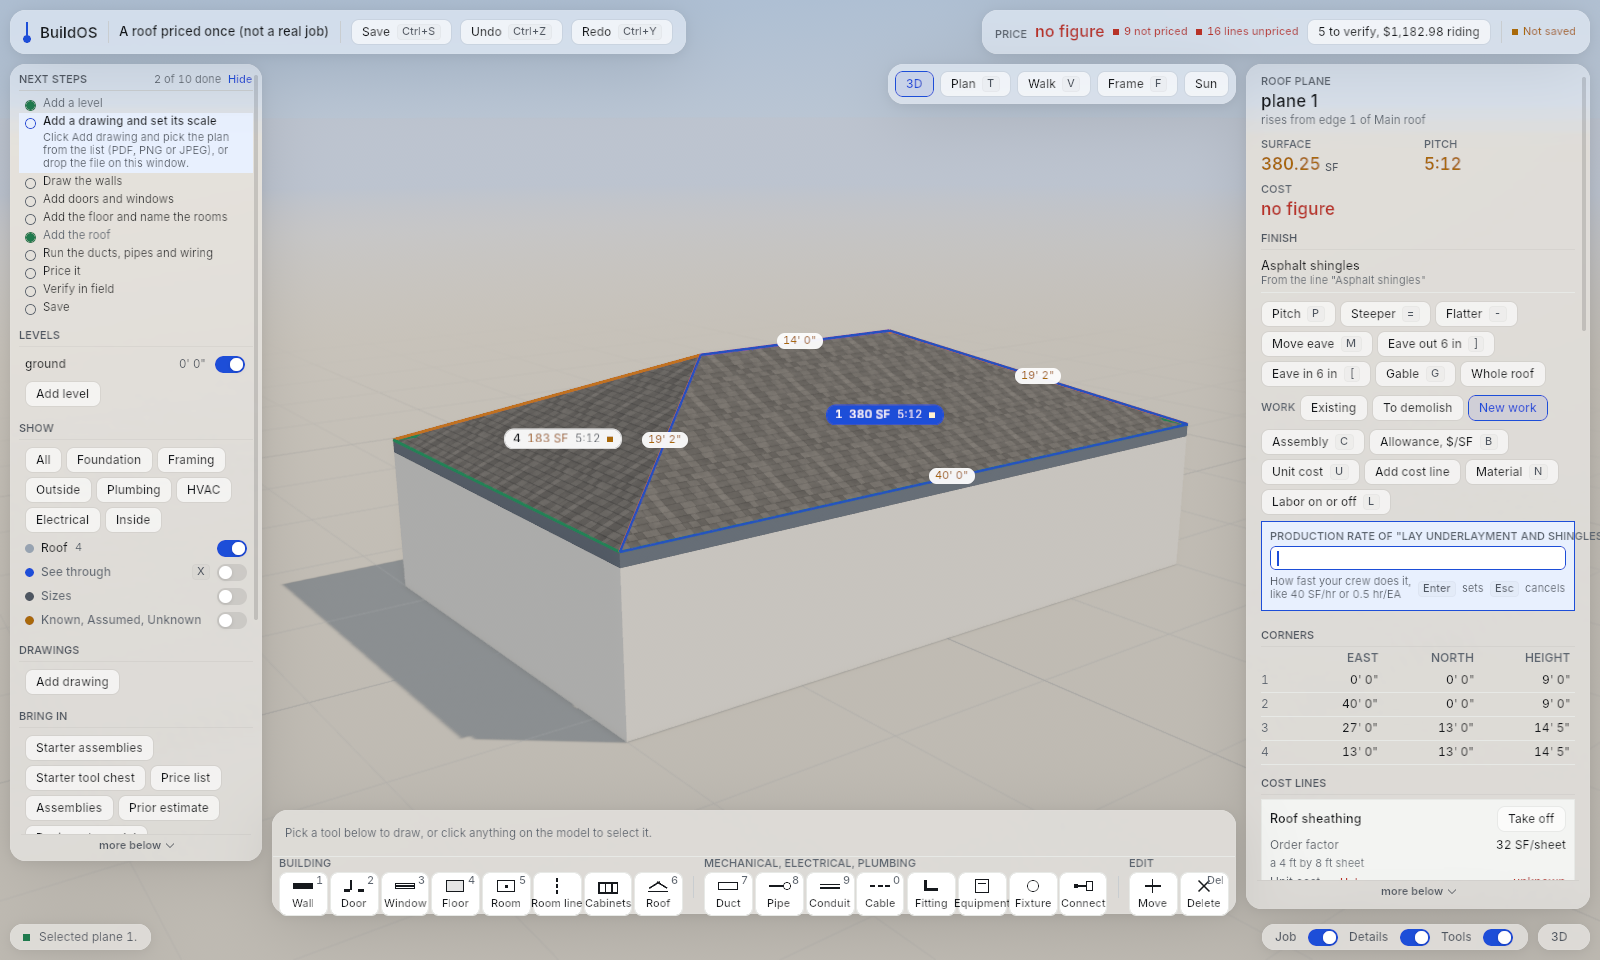 BuildOS
A roof priced once (not a real job)
Save Ctrl+S
Undo Ctrl+Z
Redo Ctrl+Y
PRICE no figure 9 not priced 16 lines unpriced 5 to verify, $1,182.98 riding Not saved
NEXT STEPS 2 of 10 done Hide
Add a level
Add a drawing and set its scale
Click Add drawing and pick the plan
from the list (PDF, PNG or JPEG), or
drop the file on this window.
Draw the walls
Add doors and windows
Add the floor and name the rooms
Add the roof
Run the ducts, pipes and wiring
Price it
Verify in field
Save
LEVELS
ground 0' 0"
Add level
SHOW
All Foundation Framing
Outside Plumbing HVAC
Electrical Inside
Roof 4
See through X
Sizes
Known, Assumed, Unknown
DRAWINGS
Add drawing
BRING IN
Starter assemblies
Starter tool chest Price list
Assemblies Prior estimate
more below
3D Plan T Walk V Frame F Sun
14' 0"
19' 2"
1 380 SF 5:12
4 183 SF 5:12
19' 2"
40' 0"
Pick a tool below to draw, or click anything on the model to select it.
BUILDING
1 Wall
2 Door
3 Window
4 Floor
5 Room
Room line
Cabinets
6 Roof
MECHANICAL, ELECTRICAL, PLUMBING
7 Duct
8 Pipe
9 Conduit
0 Cable
Fitting
Equipment
Fixture
Connect
EDIT
Move
Del Delete
ROOF PLANE
plane 1
rises from edge 1 of Main roof
SURFACE PITCH
380.25 SF 5:12
COST
no figure
FINISH
Asphalt shingles
From the line "Asphalt shingles"
Pitch P Steeper = Flatter -
Move eave M Eave out 6 in ]
Eave in 6 in [ Gable G Whole roof
WORK Existing To demolish New work
Assembly C Allowance, $/SF B
Unit cost U Add cost line Material N
Labor on or off L
PRODUCTION RATE OF "LAY UNDERLAYMENT AND SHINGLES
How fast your crew does it,
like 40 SF/hr or 0.5 hr/EA
Enter sets Esc cancels
CORNERS
EAST NORTH HEIGHT
1 0' 0" 0' 0" 9' 0"
2 40' 0" 0' 0" 9' 0"
3 27' 0" 13' 0" 14' 5"
4 13' 0" 13' 0" 14' 5"
COST LINES
Roof sheathing Take off
Order factor 32 SF/sheet
a 4 ft by 8 ft sheet
more below
Selected plane 1.
Job Details Tools 3D